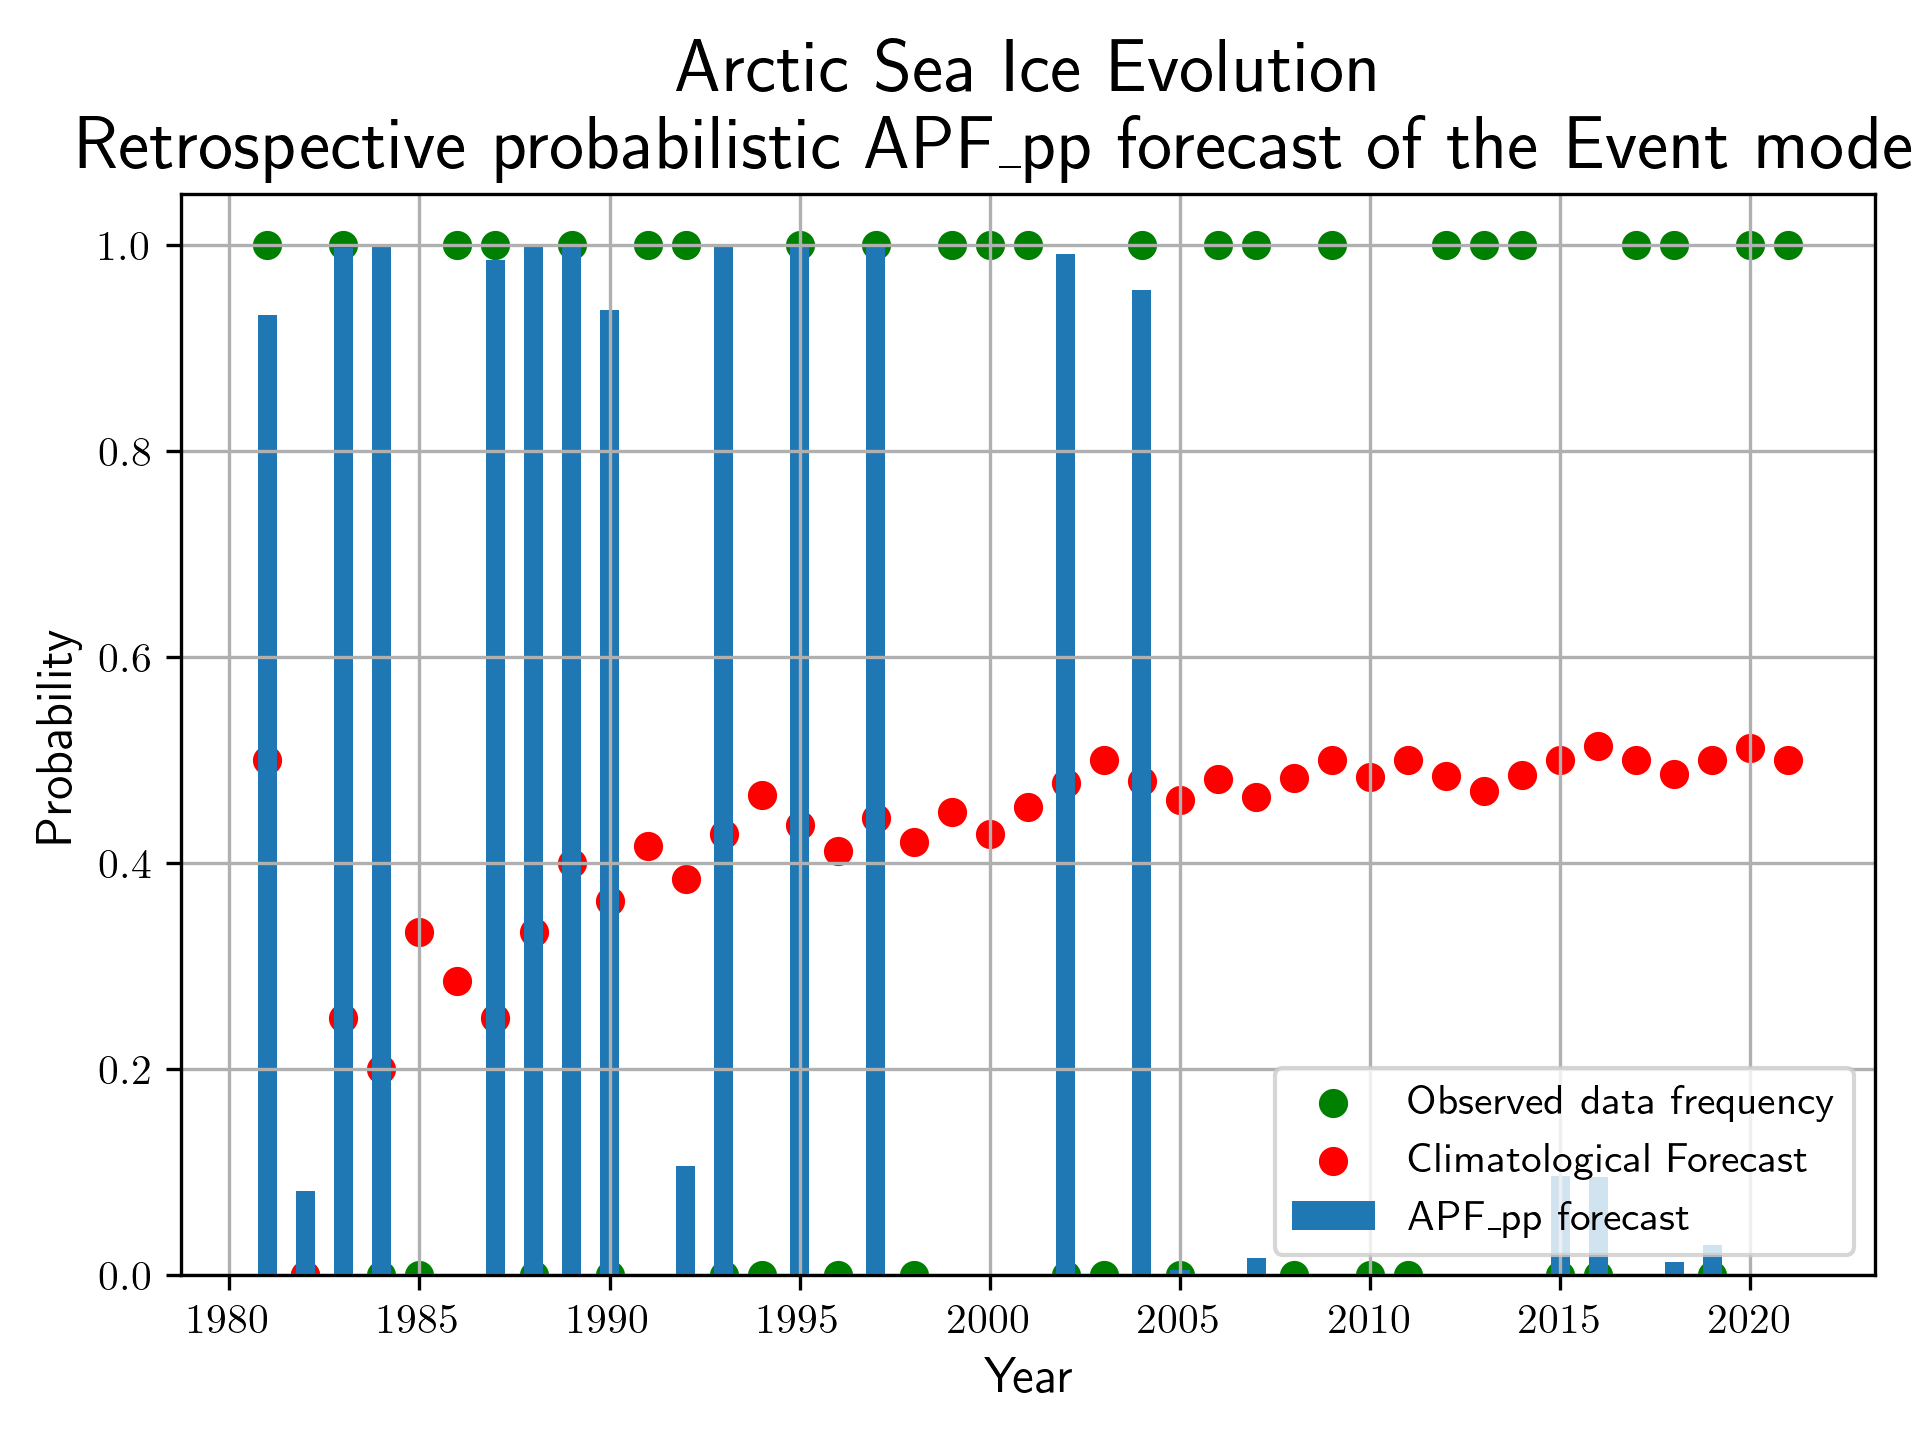 Arctic Sea Ice Evolution
Retrospective probabilistic APF_pp forecast of the Event mode
1.0
0.8
0.6
0.4
0.2
0.0
Probability
Observed data frequency
Climatological Forecast
APF_pp forecast
1980 1985 1990 1995 2000 2005 2010 2015 2020
Year